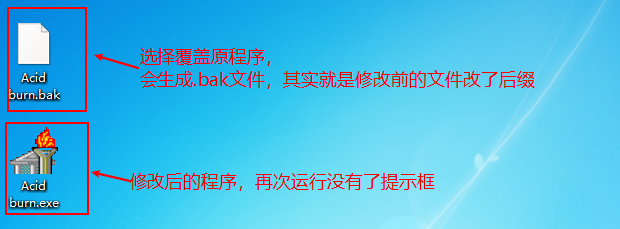 选择覆盖原程序，
会生成.bak文件，其实就是修改前的文件改了后缀
Acid
burn.bak
修改后的程序，再次运行没有了提示框
Acid
burn.exe